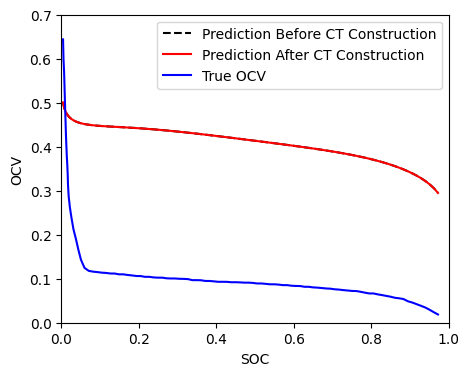 0.7
0.6
0.5
0.4
0.3
0.2
0.1
0.0
OCV
Prediction Before CT Construction
Prediction After CT Construction
True OCV
0.0 0.2 0.4 0.6 0.8 1.0
SOC